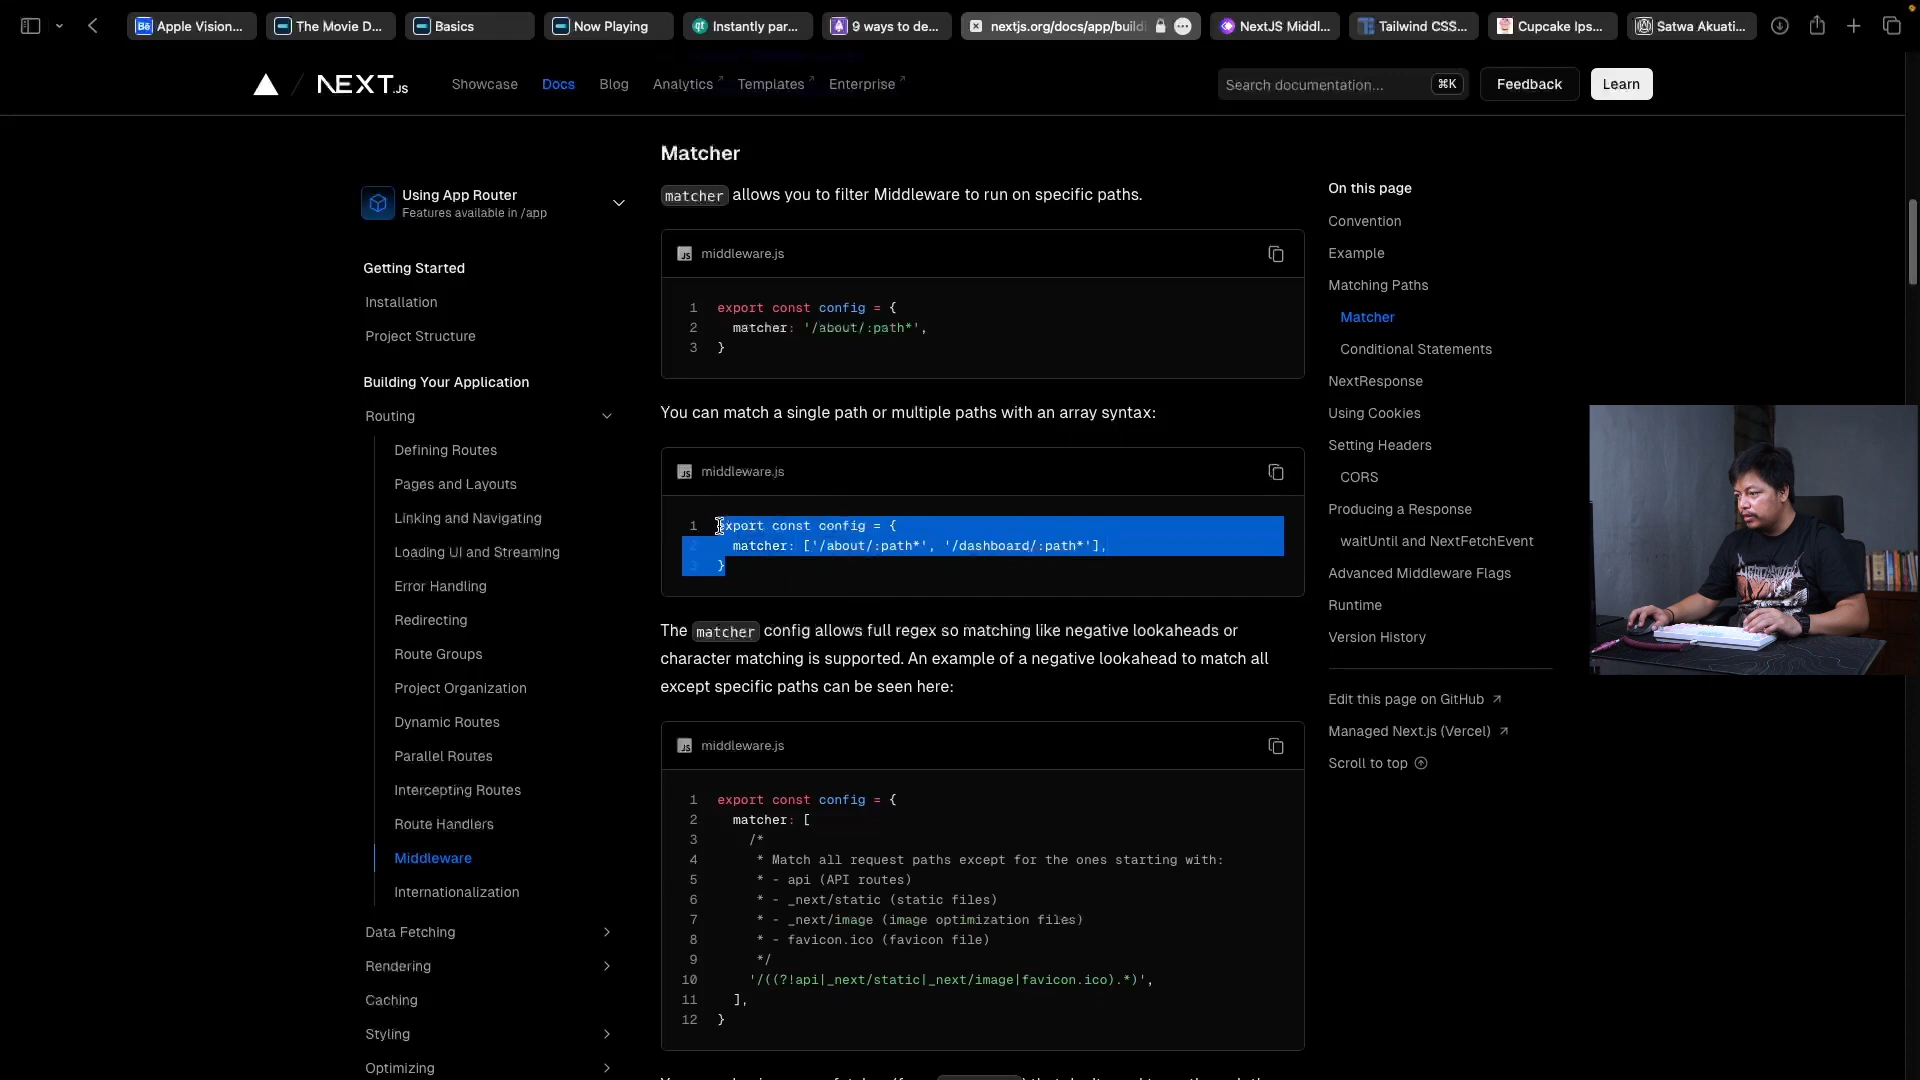 Apple Vision...
The Movie D...
Basics
Now Playing
Instantly par...
9 ways to de...
nextjs.org/docs/app/buildi
NextJS Middl...
Tailwind CSS...
Cupcake Ips...
Satwa Akuati...
NEXT.JS
Showcase
Docs
Blog
Analytics
Templates
Enterprise
Search documentation...
⌘K
Feedback
Learn
Using App Router
Features available in /app
Getting Started
Installation
Project Structure
Building Your Application
Routing
Defining Routes
Pages and Layouts
Linking and Navigating
Loading UI and Streaming
Error Handling
Redirecting
Route Groups
Project Organization
Dynamic Routes
Parallel Routes
Intercepting Routes
Route Handlers
Middleware
Internationalization
Data Fetching
Rendering
Caching
Styling
Optimizing
Matcher
matcher allows you to filter Middleware to run on specific paths.
JS middleware.js
1 export const config = {
2 matcher: '/about/:path*',
3 }
You can match a single path or multiple paths with an array syntax:
JS middleware.js
1 export const config = {
2 matcher: ['/about/:path*', '/dashboard/:path*'],
3 }
The matcher config allows full regex so matching like negative lookaheads or
character matching is supported. An example of a negative lookahead to match all
except specific paths can be seen here:
JS middleware.js
1 export const config = {
2 matcher: [
3 /*
4 * Match all request paths except for the ones starting with:
5 * - api (API routes)
6 * - _next/static (static files)
7 * - _next/image (image optimization files)
8 * - favicon.ico (favicon file)
9 */
10 '/((?!api|_next/static|_next/image|favicon.ico).*)',
11 ],
12 }
On this page
Convention
Example
Matching Paths
Matcher
Conditional Statements
NextResponse
Using Cookies
Setting Headers
CORS
Producing a Response
waitUntil and NextFetchEvent
Advanced Middleware Flags
Runtime
Version History
Edit this page on GitHub
Managed Next.js (Vercel)
Scroll to top